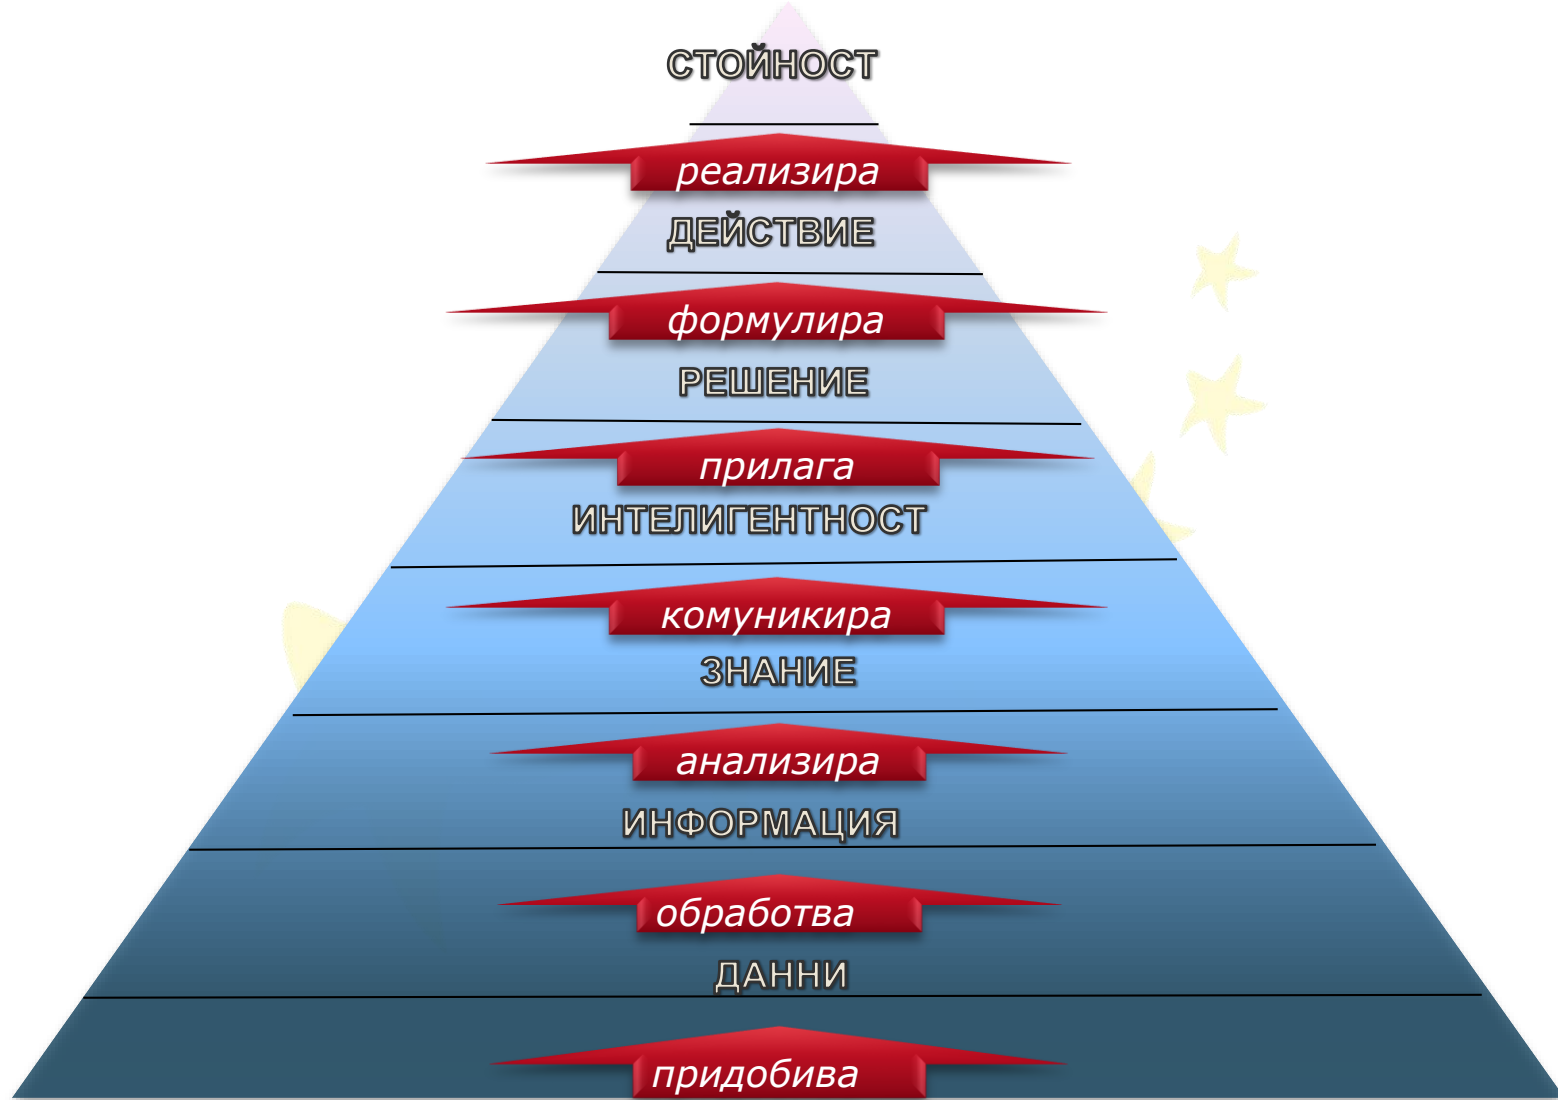 СТОЙНОСТ
реализира
ДЕЙСТВИЕ
формулира
РЕШЕНИЕ
прилага
ИНТЕЛИГЕНТНОСТ
комуникира
ЗНАНИЕ
анализира
ИНФОРМАЦИЯ
обработва
ДАННИ
придобива